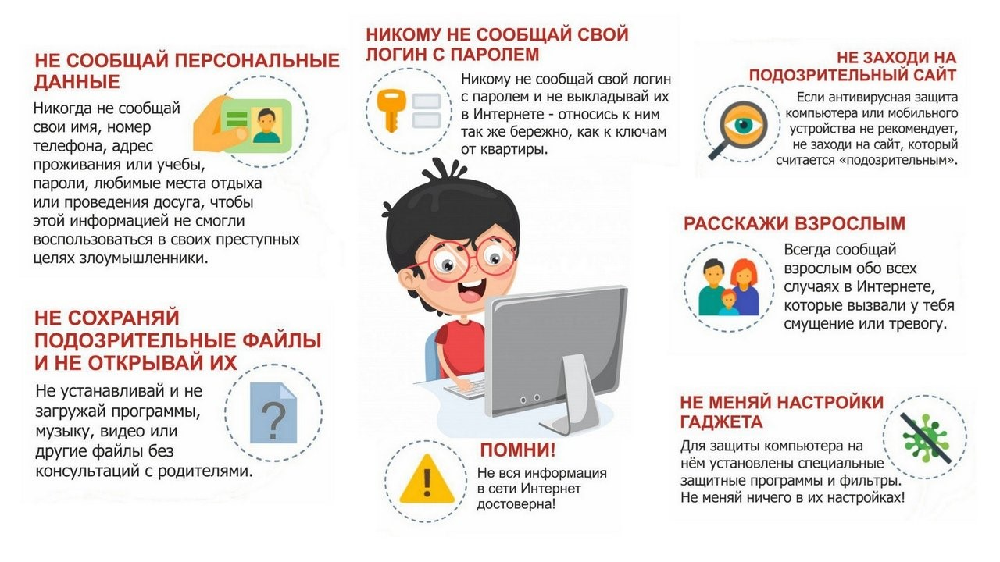 НЕ СООБЩАЙ ПЕРСОНАЛЬНЫЕ
ДАННЫЕ
Никогда не сообщай
свои имя, номер
телефона, адрес
проживания или учебы,
пароли, любимые места отдыха
или проведения досуга, чтобы
этой информацией не смогли
воспользоваться в своих преступных
целях злоумышленники.
НЕ СОХРАНЯЙ
ПОДОЗРИТЕЛЬНЫЕ ФАЙЛЫ
И НЕ ОТКРЫВАЙ ИХ
Не устанавливай и не
загружай программы,
музыку, видео или
другие файлы без
консультаций с родителями.
?
НИКОМУ НЕ СООБЩАЙ СВОЙ
ЛОГИН С ПАРОЛЕМ
Никому не сообщай свой логин
с паролем и не выкладывай их
в Интернете - относись к ним
так же бережно, как к ключам
от квартиры.
!
ПОМНИ!
Не вся информация
в сети Интернет
достоверна!
НЕ ЗАХОДИ НА
ПОДОЗРИТЕЛЬНЫЙ САЙТ
Если антивирусная защита
компьютера или мобильного
устройства не рекомендует,
не заходи на сайт, который
считается «подозрительным».
РАССКАЖИ ВЗРОСЛЫМ
Всегда сообщай
взрослым обо всех
случаях в Интернете,
которые вызвали у тебя
смущение или тревогу.
НЕ МЕНЯЙ НАСТРОЙКИ
ГАДЖЕТА
Для защиты компьютера на
нём установлены специальные
защитные программы и фильтры.
Не меняй ничего в их настройках!